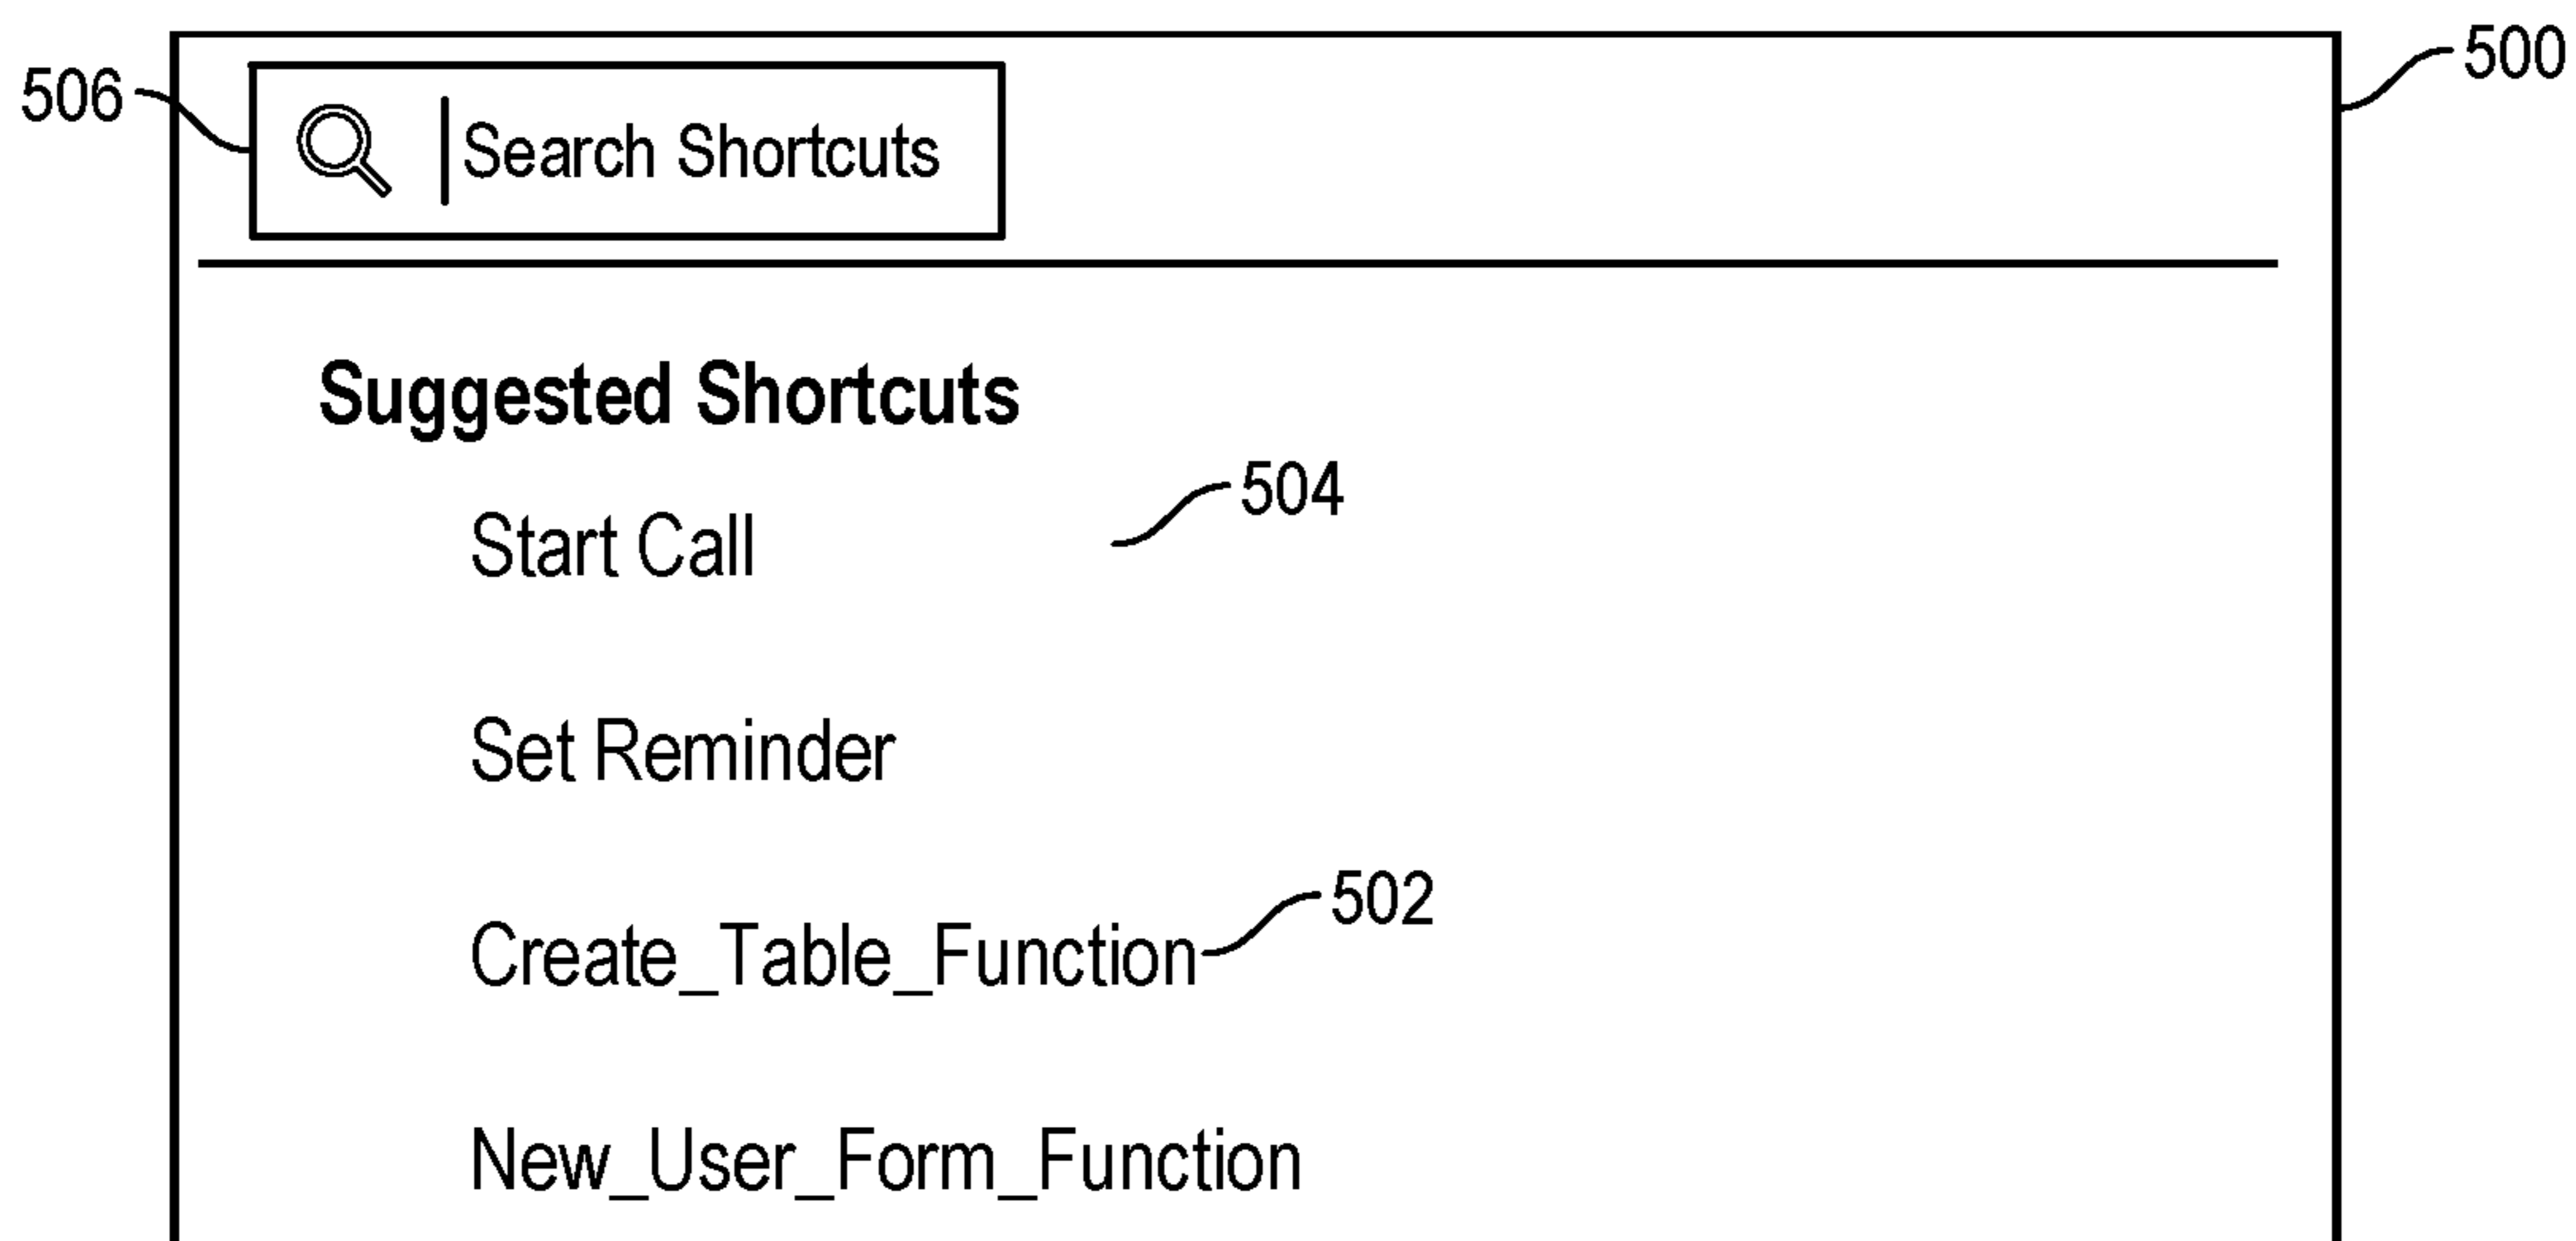 500
506
Search Shortcuts
Suggested Shortcuts
504
Start Call
Set Reminder
502
Create_Table_Function
New_User_Form_Function